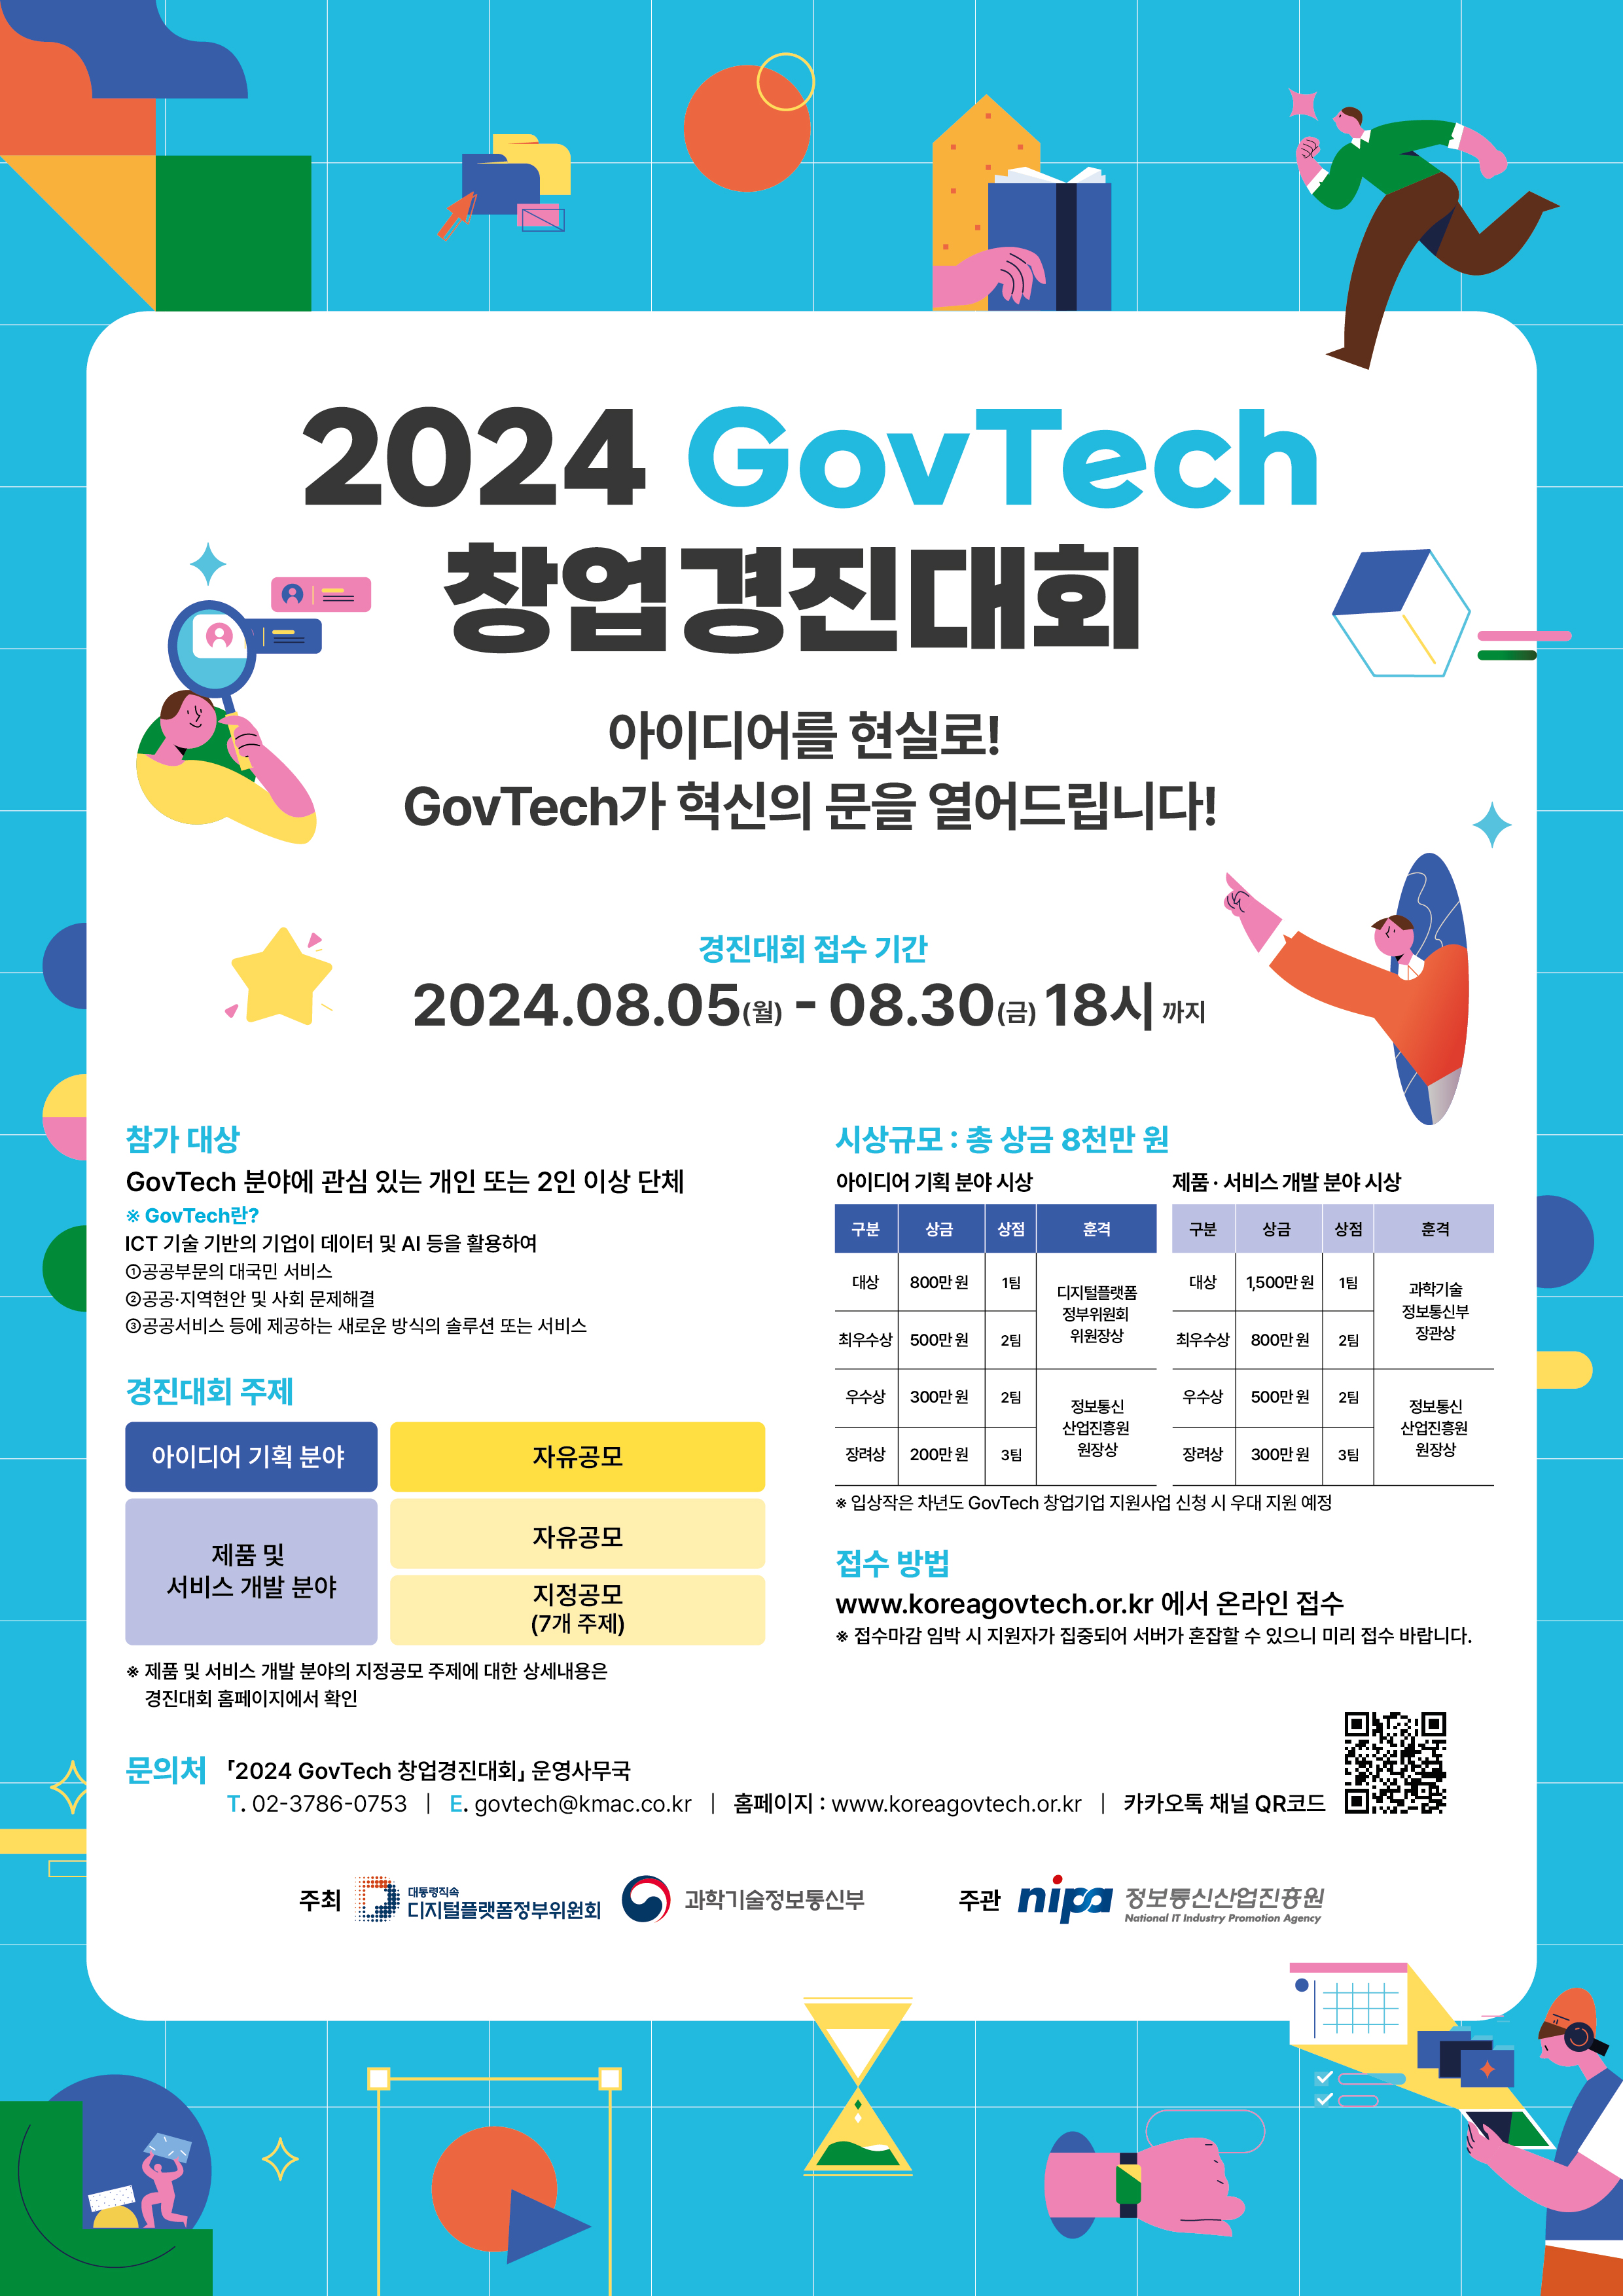 2024 GovTech
창업경진대회
아이디어를 현실로!
GovTech가 혁신의 문을 열어드립니다!
경진대회 접수 기간
2024.08.05(월) - 08.30(금) 18시 까지
참가 대상
GovTech 분야에 관심 있는 개인 또는 2인 이상 단체
※ GovTech란?
ICT 기술 기반의 기업이 데이터 및 AI 등을 활용하여
①공공부문의 대국민 서비스
②공공·지역현안 및 사회 문제해결
③공공서비스 등에 제공하는 새로운 방식의 솔루션 또는 서비스
경진대회 주제
아이디어 기획 분야 자유공모
제품 및
서비스 개발 분야
자유공모
지정공모
(7개 주제)
※ 제품 및 서비스 개발 분야의 지정공모 주제에 대한 상세내용은
경진대회 홈페이지에서 확인
시상규모 : 총 상금 8천만 원
아이디어 기획 분야 시상
구분 상금 상점 훈격
대상 800만 원 1팀
최우수상 500만 원 2팀
디지털플랫폼
정부위원회
위원장상
우수상 300만 원 2팀
장려상 200만 원 3팀
정보통신
산업진흥원
원장상
제품 · 서비스 개발 분야 시상
구분 상금 상점 훈격
대상 1,500만 원 1팀
최우수상 800만 원 2팀
과학기술
정보통신부
장관상
우수상 500만 원 2팀
장려상 300만 원 3팀
정보통신
산업진흥원
원장상
※ 입상작은 차년도 GovTech 창업기업 지원사업 신청 시 우대 지원 예정
접수 방법
www.koreagovtech.or.kr 에서 온라인 접수
※ 접수마감 임박 시 지원자가 집중되어 서버가 혼잡할 수 있으니 미리 접수 바랍니다.
문의처 「2024 GovTech 창업경진대회」 운영사무국
T. 02-3786-0753 | E. govtech@kmac.co.kr | 홈페이지 : www.koreagovtech.or.kr | 카카오톡 채널 QR코드
주최 대통령직속
디지털플랫폼정부위원회
과학기술정보통신부
주관 nipa 정보통신산업진흥원
National IT Industry Promotion Agency